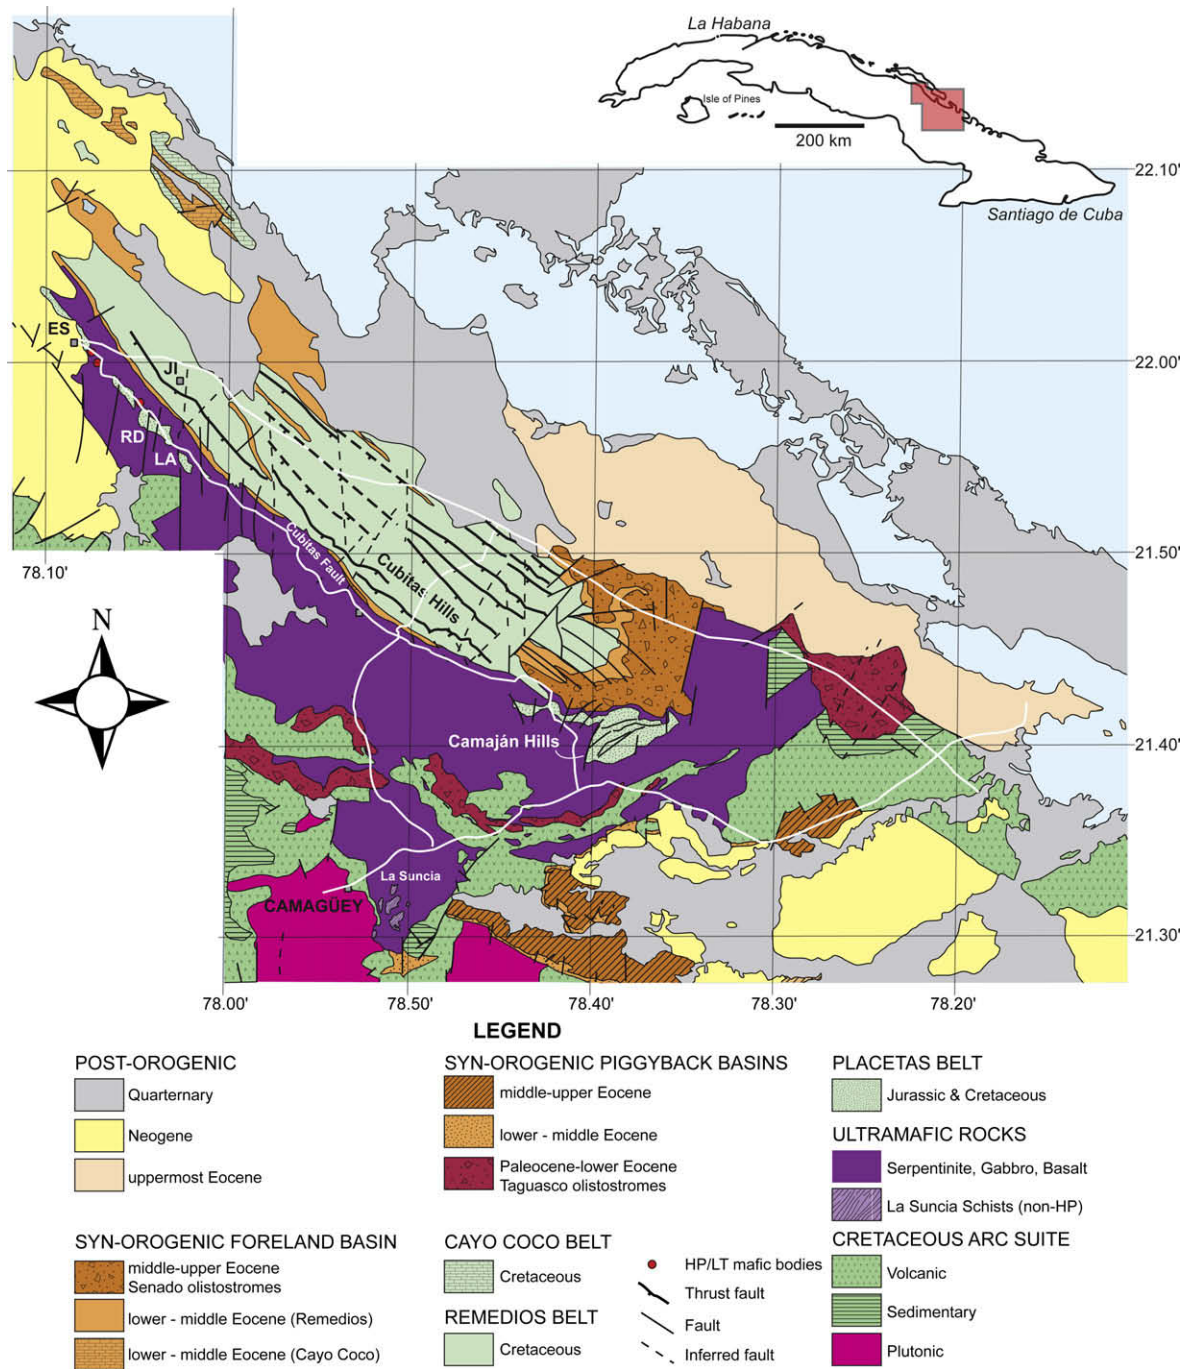 La Habana
Isle of Pines
200 km
Santiago de Cuba
22.10'
ES
JI
22.00'
RD
LA
Cubitas Fault
Cubitas Hills
21.50'
78.10'
N
Camaján Hills
21.40'
La Suncia
CAMAGÜEY
21.30'
78.00'
78.50'
78.40'
78.30'
78.20'
LEGEND
POST-OROGENIC
Quarternary
Neogene
uppermost Eocene
SYN-OROGENIC FORELAND BASIN
middle-upper Eocene
Senado olistostromes
lower - middle Eocene (Remedios)
lower - middle Eocene (Cayo Coco)
SYN-OROGENIC PIGGYBACK BASINS
middle-upper Eocene
lower - middle Eocene
Paleocene-lower Eocene
Taguasco olistostromes
CAYO COCO BELT
Cretaceous
REMEDIOS BELT
Cretaceous
HP/LT mafic bodies
Thrust fault
Fault
Inferred fault
PLACETAS BELT
Jurassic & Cretaceous
ULTRAMAFIC ROCKS
Serpentinite, Gabbro, Basalt
La Suncia Schists (non-HP)
CRETACEOUS ARC SUITE
Volcanic
Sedimentary
Plutonic